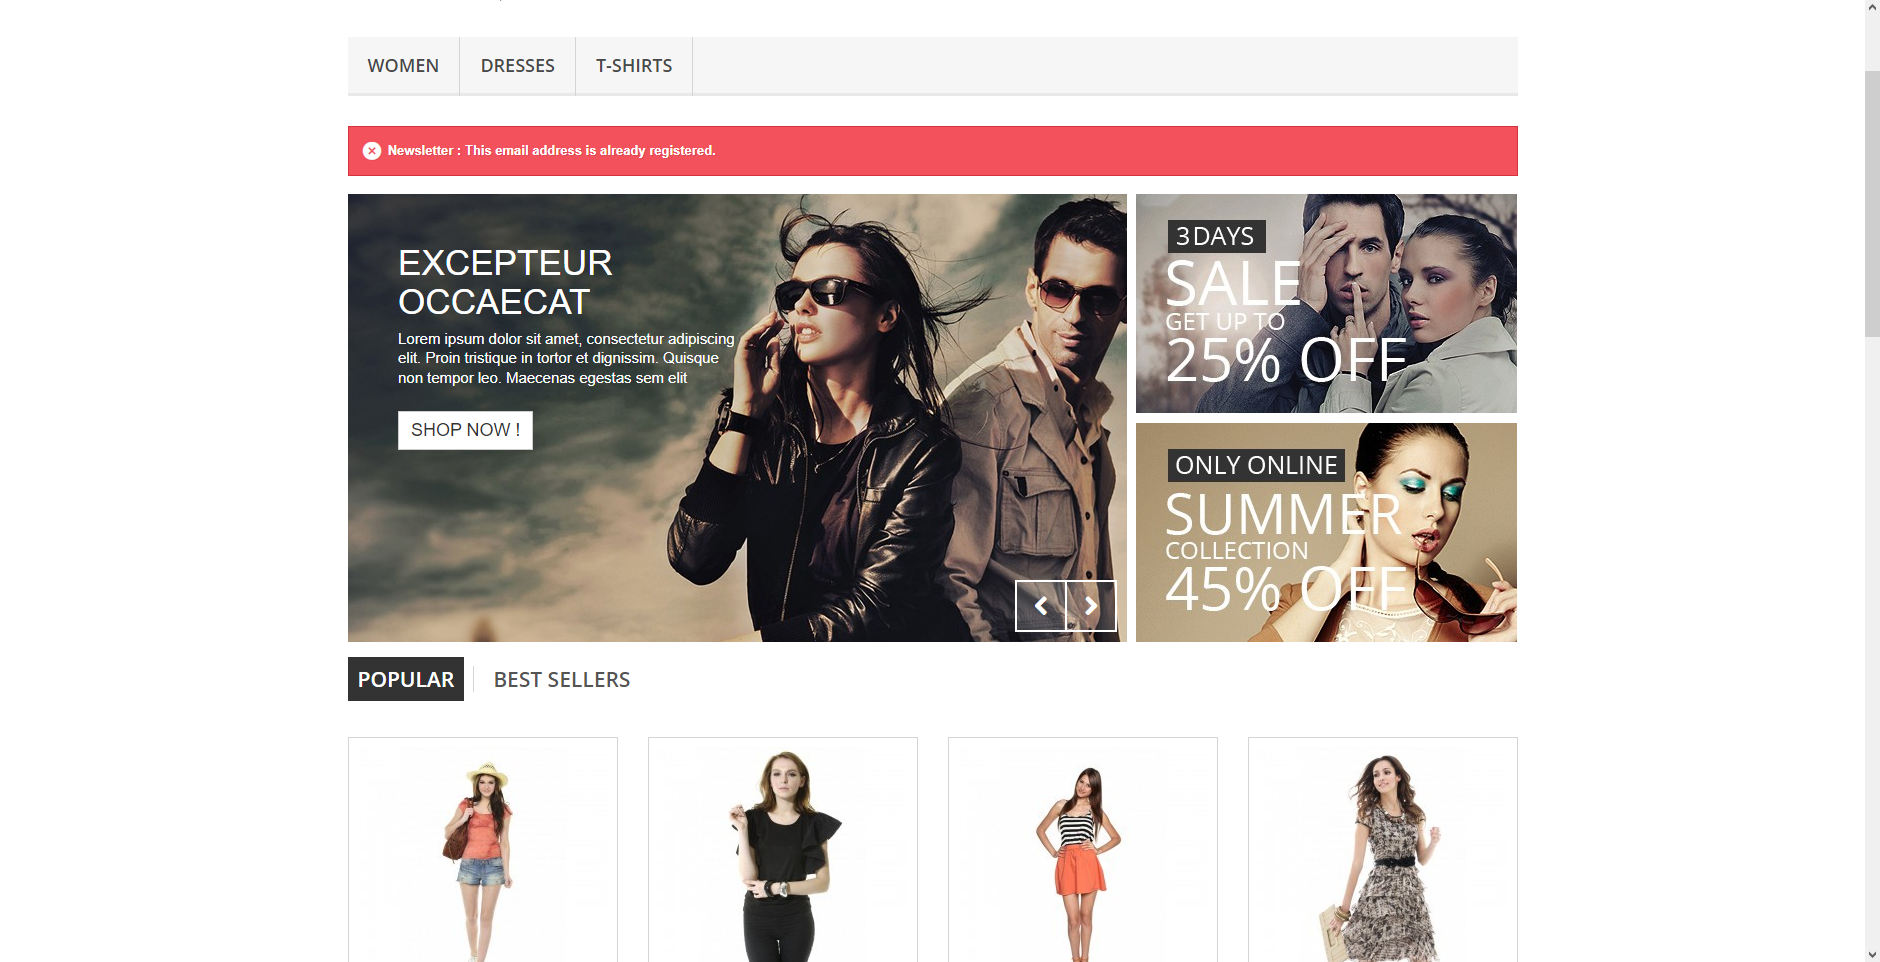 WOMEN
DRESSES
T-SHIRTS
Newsletter : This email address is already registered.
EXCEPTEUR
OCCAECAT
Lorem ipsum dolor sit amet, consectetur adipiscing
elit. Proin tristique in tortor et dignissim. Quisque
non tempor leo. Maecenas egestas sem elit
SHOP NOW !
3 DAYS
SALE
GET UP TO
25% OFF
ONLY ONLINE
SUMMER
COLLECTION
45% OFF
POPULAR
BEST SELLERS